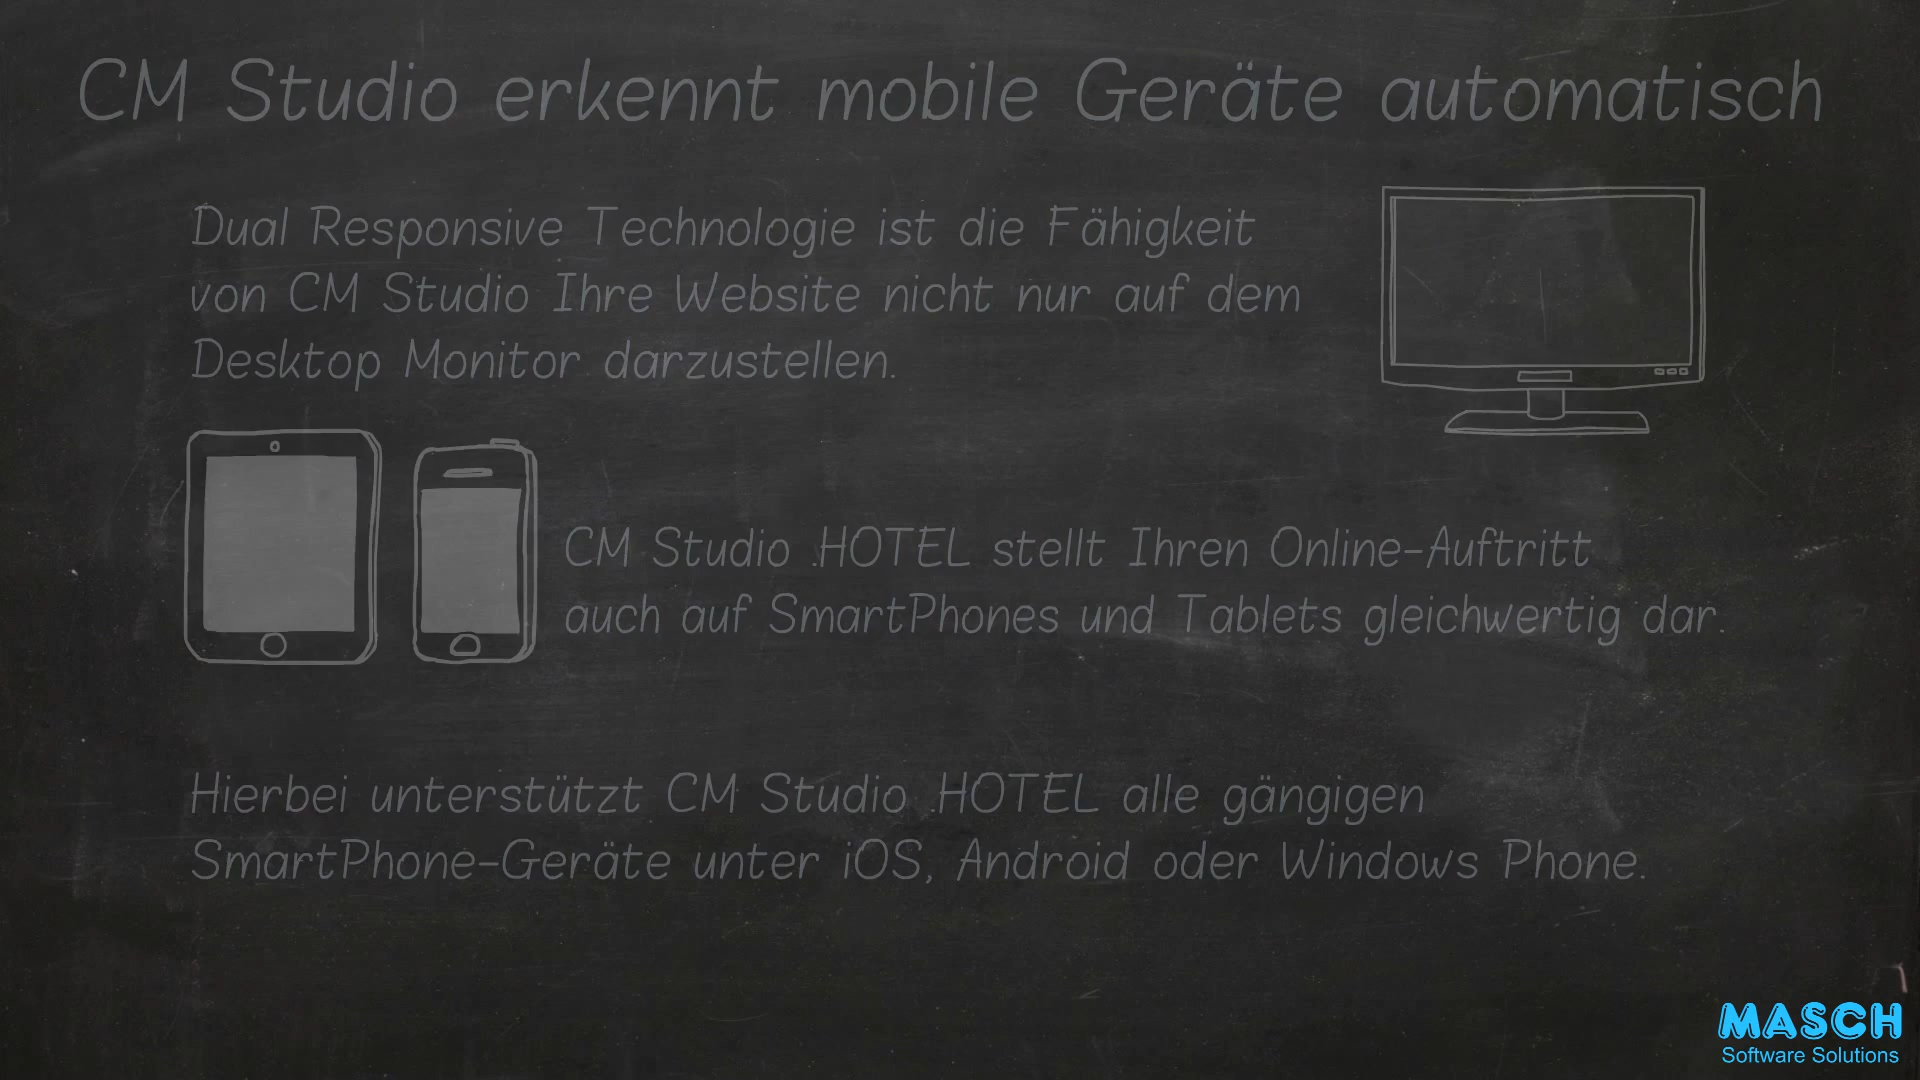 CM Studio erkennt mobile Geräte automatisch
Dual Responsive Technologie ist die Fähigkeit
von CM Studio Ihre Website nicht nur auf dem
Desktop Monitor darzustellen.
CM Studio .HOTEL stellt Ihren Online-Auftritt
auch auf SmartPhones und Tablets gleichwertig dar.
Hierbei unterstützt CM Studio .HOTEL alle gängigen
SmartPhone-Geräte unter iOS, Android oder Windows Phone.
MASCH
Software Solutions